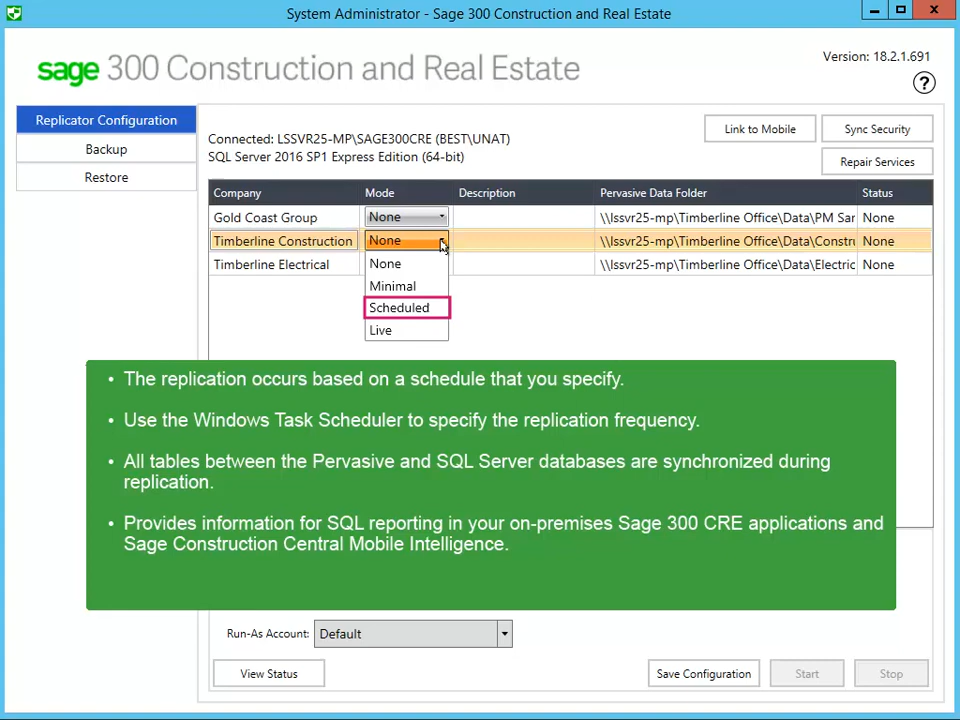 System Administrator - Sage 300 Construction and Real Estate
sage 300 Construction and Real Estate
Version: 18.2.1.691
?
Replicator Configuration
Backup
Restore
Connected: LSSVR25-MP\SAGE300CRE (BEST\UNAT)
SQL Server 2016 SP1 Express Edition (64-bit)
Link to Mobile
Sync Security
Repair Services
Company Mode Description Pervasive Data Folder Status
Gold Coast Group None \\lssvr25-mp\Timberline Office\Data\PM Sar None
Timberline Construction None \\lssvr25-mp\Timberline Office\Data\Constru None
Timberline Electrical None \\lssvr25-mp\Timberline Office\Data\Electric None
Minimal
Scheduled
Live
• The replication occurs based on a schedule that you specify.
• Use the Windows Task Scheduler to specify the replication frequency.
• All tables between the Pervasive and SQL Server databases are synchronized during
replication.
• Provides information for SQL reporting in your on-premises Sage 300 CRE applications and
Sage Construction Central Mobile Intelligence.
Run-As Account: Default
View Status
Save Configuration
Start
Stop